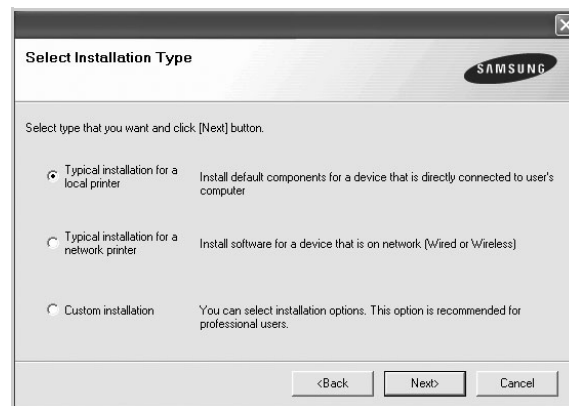 Select Installation Type
SAMSUNG
Select type that you want and click [Next] button.
Typical installation for a
local printer
Install default components for a device that is directly connected to user's
computer
Typical installation for a
network printer
Install software for a device that is on network (Wired or Wireless)
Custom installation
You can select installation options. This option is recommended for
professional users.
<Back
Next>
Cancel